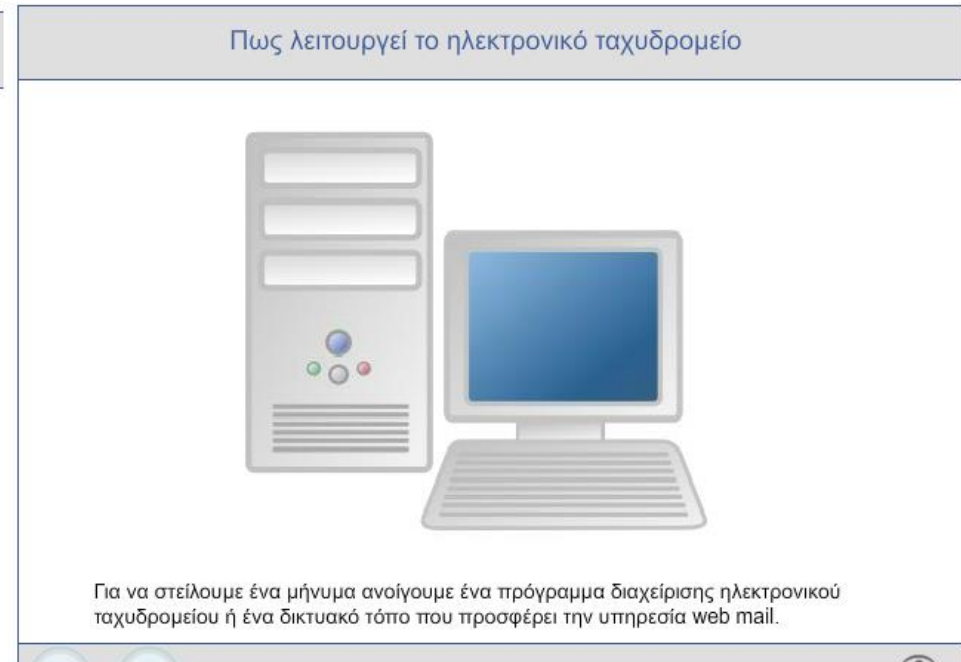 Πως λειτουργεί το ηλεκτρονικό ταχυδρομείο
Για να στείλουμε ένα μήνυμα ανοίγουμε ένα πρόγραμμα διαχείρισης ηλεκτρονικού
ταχυδρομείου ή ένα δικτυακό τόπο που προσφέρει την υπηρεσία web mail.